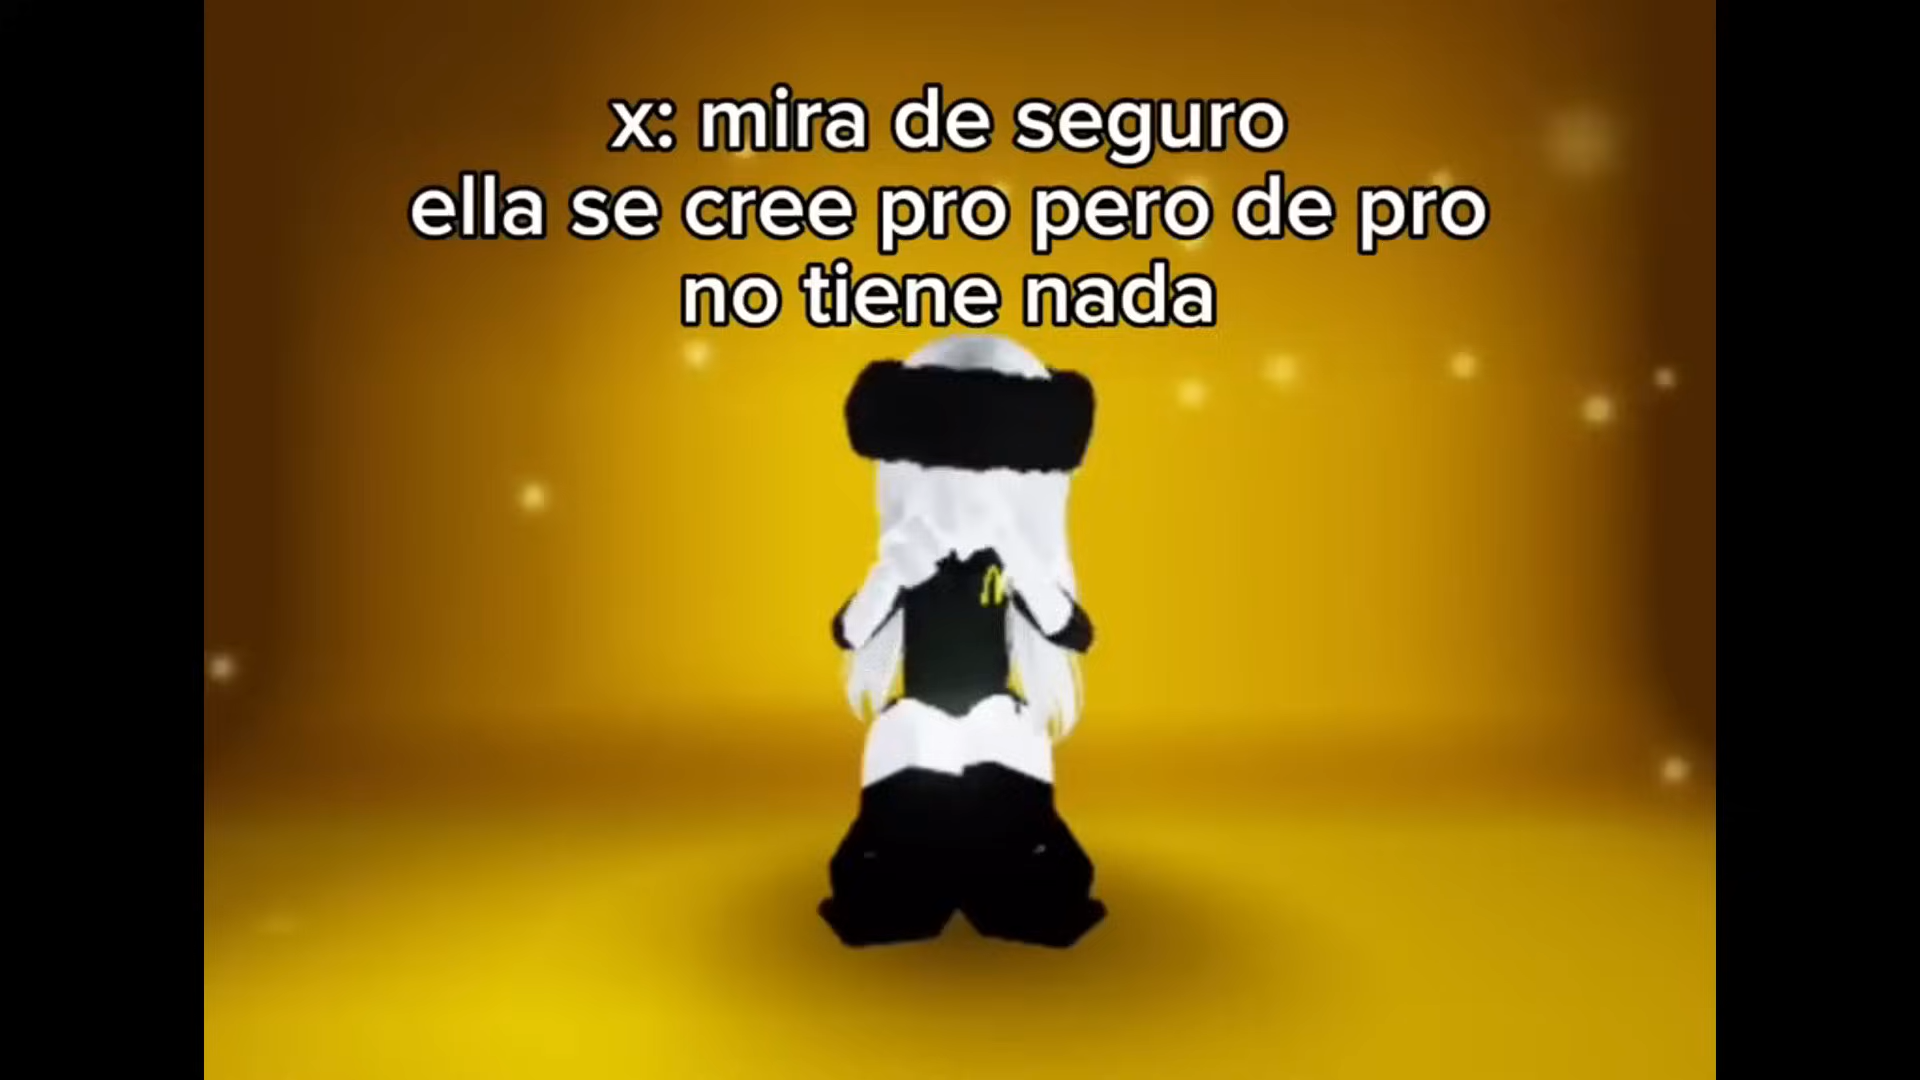 x: mira de seguro
ella se cree pro pero de pro
no tiene nada